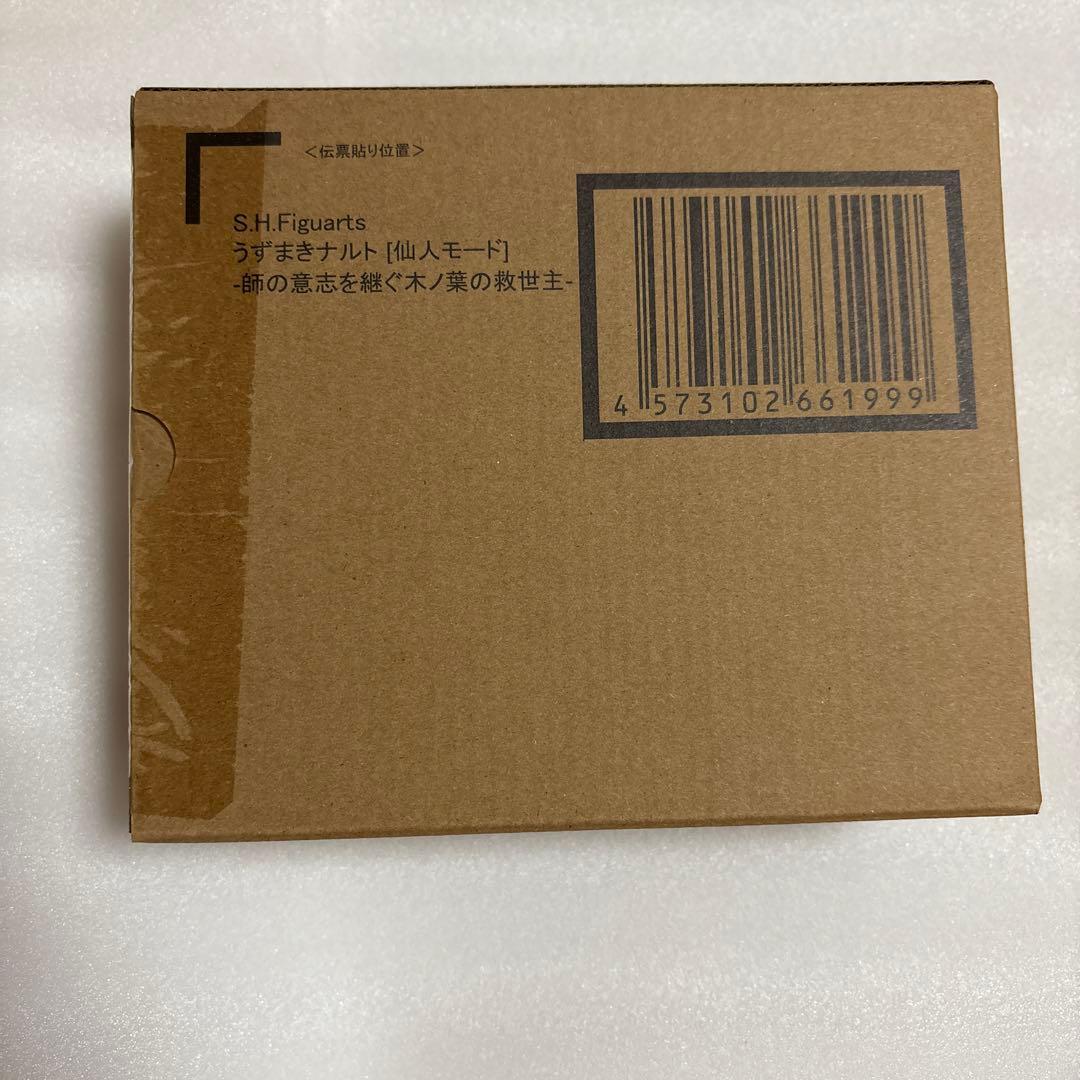 ＜伝票貼り位置＞
S.H.Figuarts
うずまきナルト [仙人モード]
-師の意志を継ぐ木ノ葉の救世主-
4 573102 661999